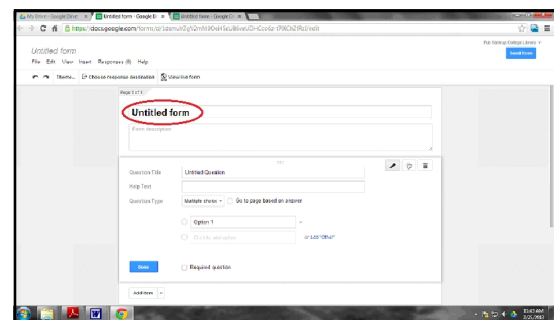 My Drive - Google Drive
Untitled form - Google D
Untitled form - Google D
Untitled form
File Edit View Insert Responses (0) Help
Send form
Theme... Choose response destination View live form
Page 1 of 1
Untitled form
Form description
Question Title Untitled Question
Help Text
Question Type Multiple choice Go to page based on answer
Option 1
Click to add option or Add "Other"
Done Required question
Add item